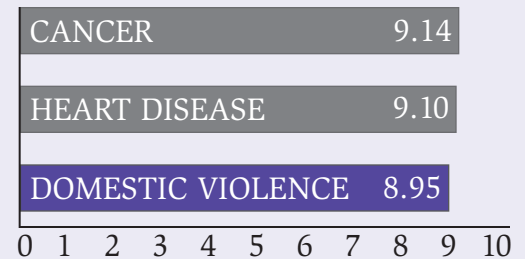 CANCER 9.14
HEART DISEASE 9.10
DOMESTIC VIOLENCE 8.95
0 1 2 3 4 5 6 7 8 9 10